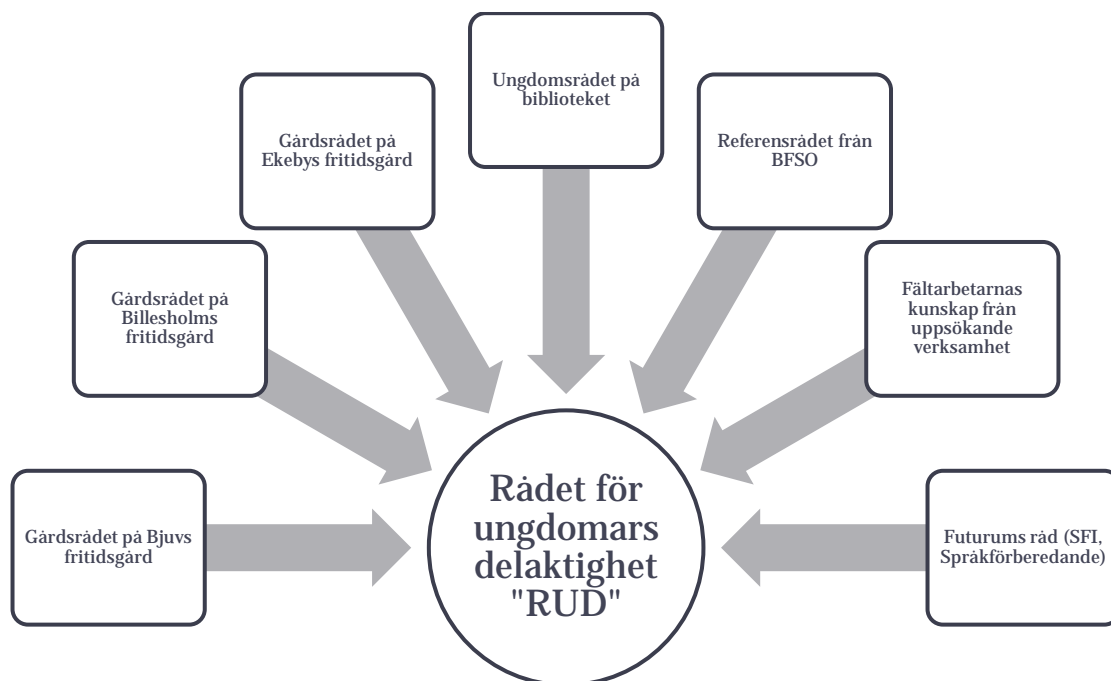 Ungdomsrådet på
biblioteket
Gårdsrådet på
Ekebys fritidsgård
Referensrådet från
BFSO
Gårdsrådet på
Billesholms
fritidsgård
Fältarbetarnas
kunskap från
uppsökande
verksamhet
Gårdsrådet på Bjuvs
fritidsgård
Rådet för
ungdomars
delaktighet
"RUD"
Futurums råd (SFI,
Språkförberedande)